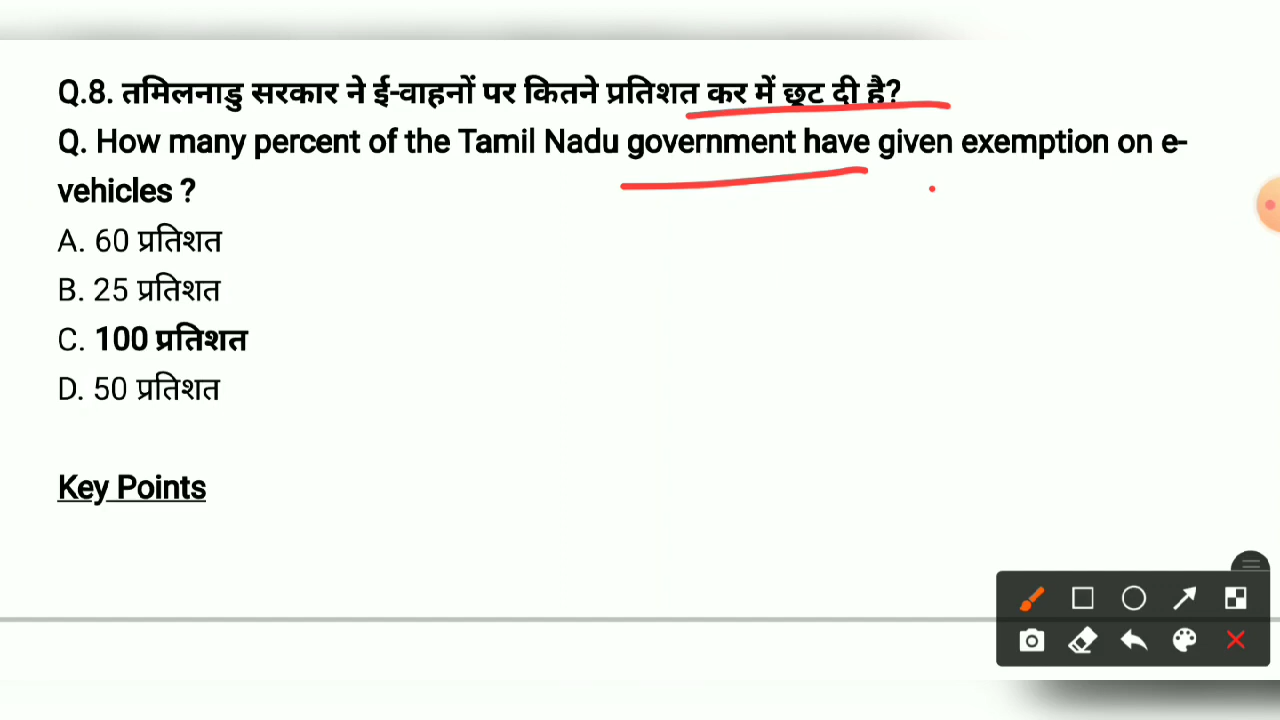 Q.8. तमिलनाडु सरकार ने ई-वाहनों पर कितने प्रतिशत कर में छूट दी है?
Q. How many percent of the Tamil Nadu government have given exemption on e-
vehicles ?
A. 60 प्रतिशत
B. 25 प्रतिशत
C. 100 प्रतिशत
D. 50 प्रतिशत
Key Points